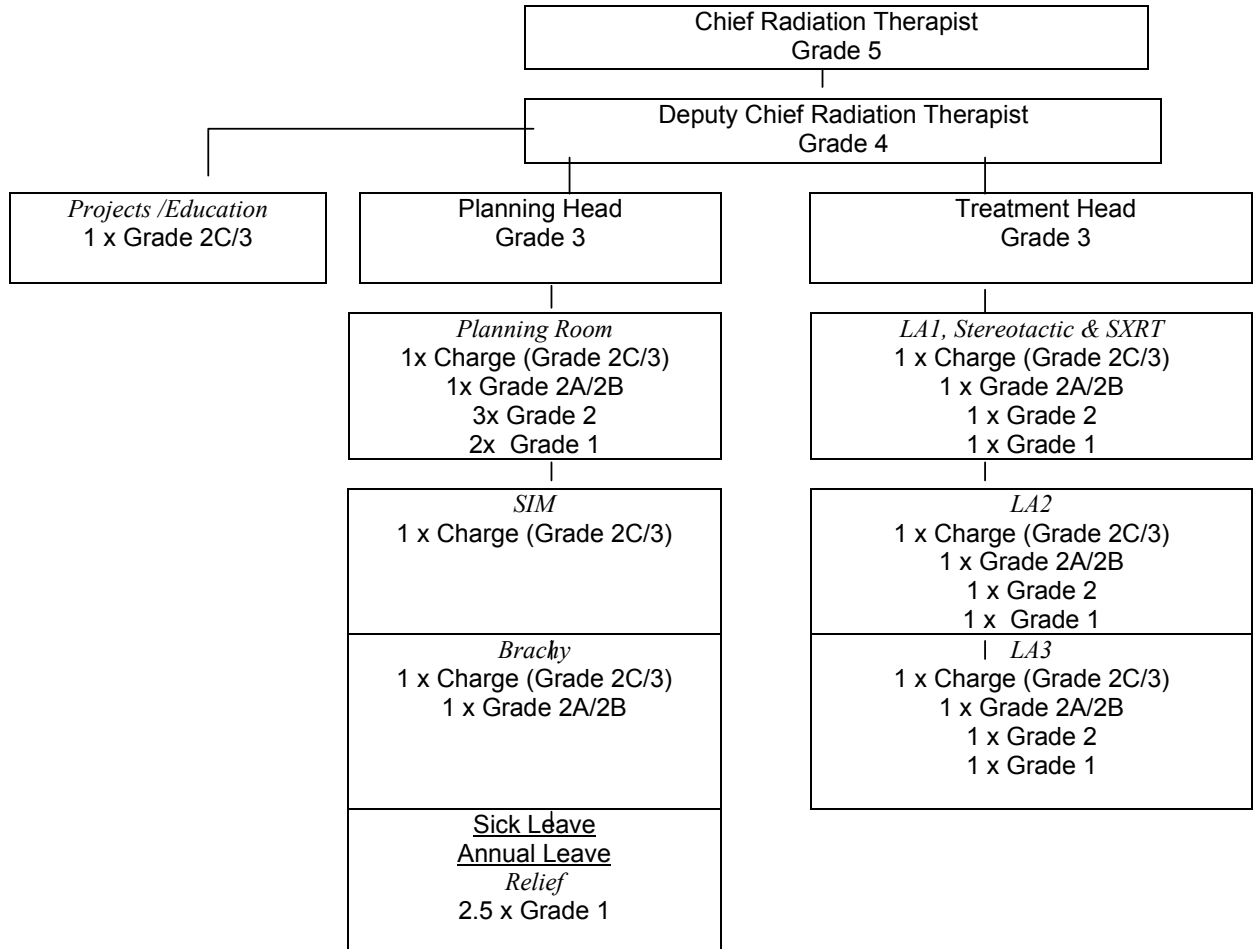 Chief Radiation Therapist
Grade 5
Deputy Chief Radiation Therapist
Grade 4
Projects /Education
1 x Grade 2C/3
Planning Head
Grade 3
Treatment Head
Grade 3
Planning Room
1x Charge (Grade 2C/3)
1x Grade 2A/2B
3x Grade 2
2x  Grade 1
LA1, Stereotactic & SXRT
1 x Charge (Grade 2C/3)
1 x Grade 2A/2B
1 x Grade 2
1 x Grade 1
SIM
1 x Charge (Grade 2C/3)
LA2
1 x Charge (Grade 2C/3)
1 x Grade 2A/2B
1 x Grade 2
1 x  Grade 1
Brachy
1 x Charge (Grade 2C/3)
1 x Grade 2A/2B
LA3
1 x Charge (Grade 2C/3)
1 x Grade 2A/2B
1 x Grade 2
1 x Grade 1
Sick Leave
Annual Leave
Relief
2.5 x Grade 1